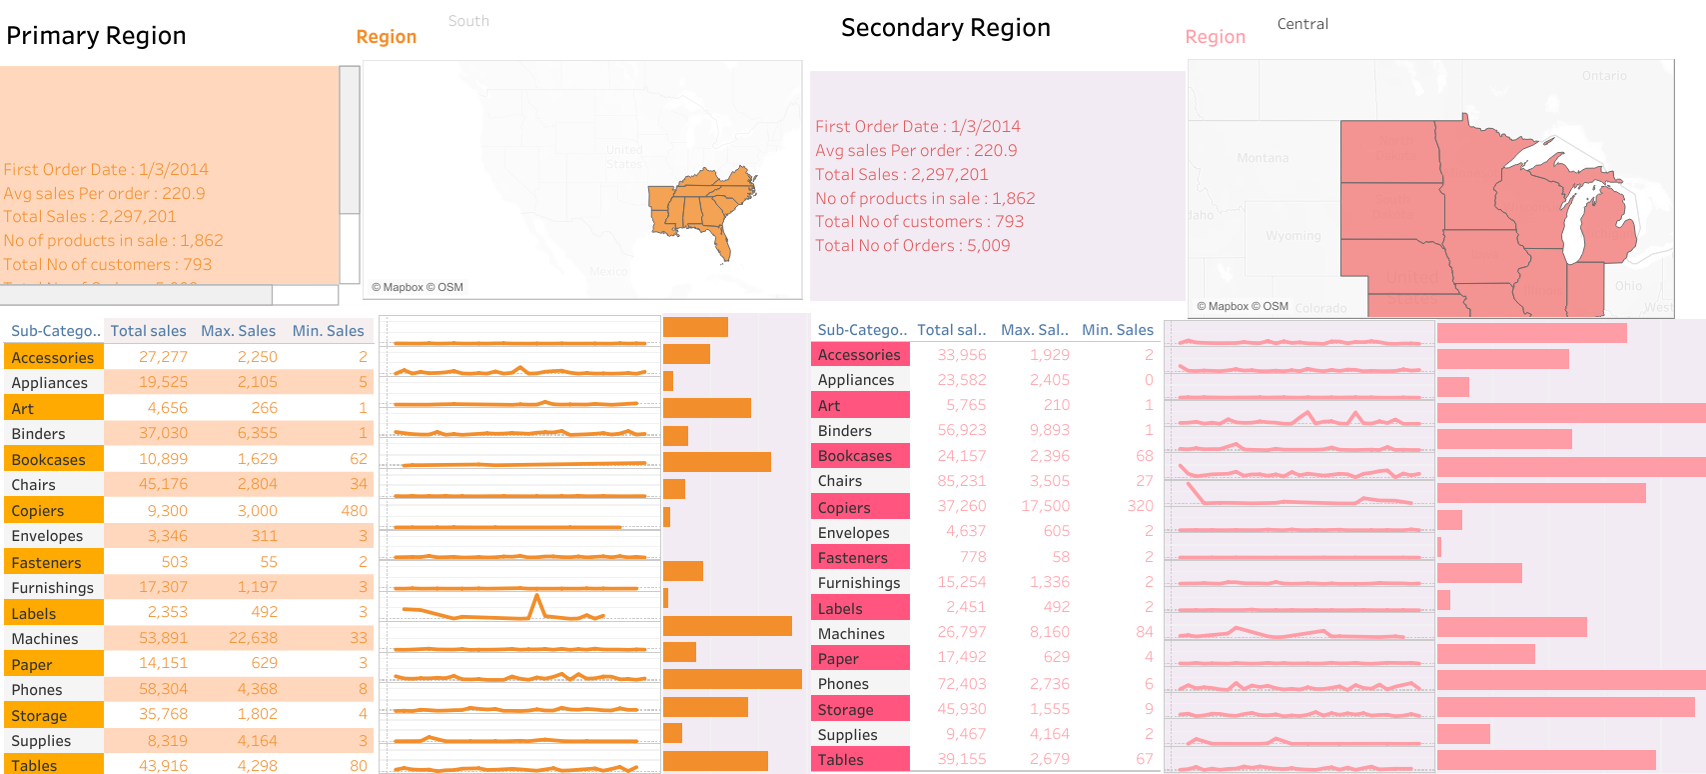 Primary Region
Region
South
Secondary Region
Region
Central
First Order Date : 1/3/2014
Avg sales Per order : 220.9
Total Sales : 2,297,201
No of products in sale : 1,862
Total No of customers : 793
United
States
Mexico
© Mapbox © OSM
First Order Date : 1/3/2014
Avg sales Per order : 220.9
Total Sales : 2,297,201
No of products in sale : 1,862
Total No of customers : 793
Total No of Orders : 5,009
Ontario
Montana
Idaho
Wyoming
United
States
Ohio
West
Colorado
© Mapbox © OSM
Sub-Catego.. Total sales Max. Sales Min. Sales
Accessories 27,277 2,250 2
Appliances 19,525 2,105 5
Art 4,656 266 1
Binders 37,030 6,355 1
Bookcases 10,899 1,629 62
Chairs 45,176 2,804 34
Copiers 9,300 3,000 480
Envelopes 3,346 311 3
Fasteners 503 55 2
Furnishings 17,307 1,197 3
Labels 2,353 492 3
Machines 53,891 22,638 33
Paper 14,151 629 3
Phones 58,304 4,368 8
Storage 35,768 1,802 4
Supplies 8,319 4,164 3
Tables 43,916 4,298 80
Sub-Catego.. Total sal.. Max. Sal.. Min. Sales
Accessories 33,956 1,929 2
Appliances 23,582 2,405 0
Art 5,765 210 1
Binders 56,923 9,893 1
Bookcases 24,157 2,396 68
Chairs 85,231 3,505 27
Copiers 37,260 17,500 320
Envelopes 4,637 605 2
Fasteners 778 58 2
Furnishings 15,254 1,336 2
Labels 2,451 492 2
Machines 26,797 8,160 84
Paper 17,492 629 4
Phones 72,403 2,736 6
Storage 45,930 1,555 9
Supplies 9,467 4,164 2
Tables 39,155 2,679 67